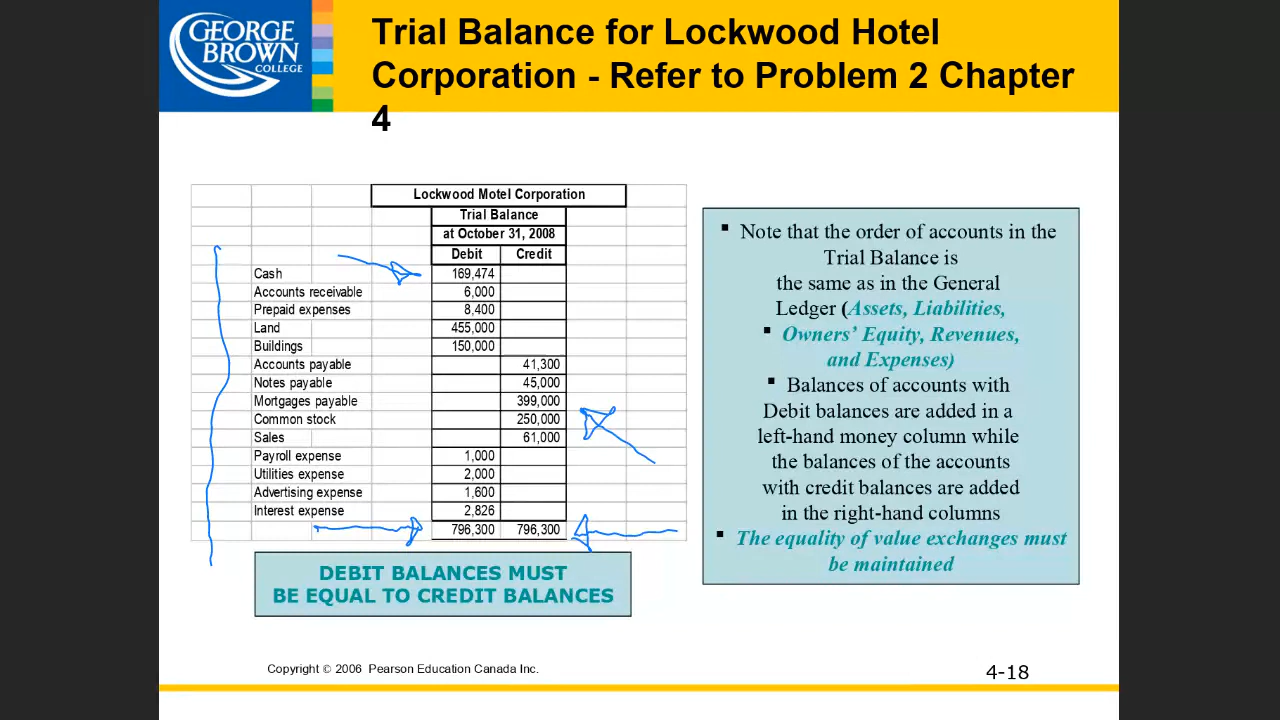 GEORGE
BROWN
COLLEGE
Trial Balance for Lockwood Hotel
Corporation - Refer to Problem 2 Chapter
4
Lockwood Motel Corporation
Trial Balance
at October 31, 2008
Debit Credit
Cash 169,474
Accounts receivable 6,000
Prepaid expenses 8,400
Land 455,000
Buildings 150,000
Accounts payable 41,300
Notes payable 45,000
Mortgages payable 399,000
Common stock 250,000
Sales 61,000
Payroll expense 1,000
Utilities expense 2,000
Advertising expense 1,600
Interest expense 2,826
796,300 796,300
DEBIT BALANCES MUST
BE EQUAL TO CREDIT BALANCES
▪ Note that the order of accounts in the
Trial Balance is
the same as in the General
Ledger (Assets, Liabilities,
▪ Owners’ Equity, Revenues,
and Expenses)
▪ Balances of accounts with
Debit balances are added in a
left-hand money column while
the balances of the accounts
with credit balances are added
in the right-hand columns
▪ The equality of value exchanges must
be maintained
Copyright © 2006 Pearson Education Canada Inc.
4-18